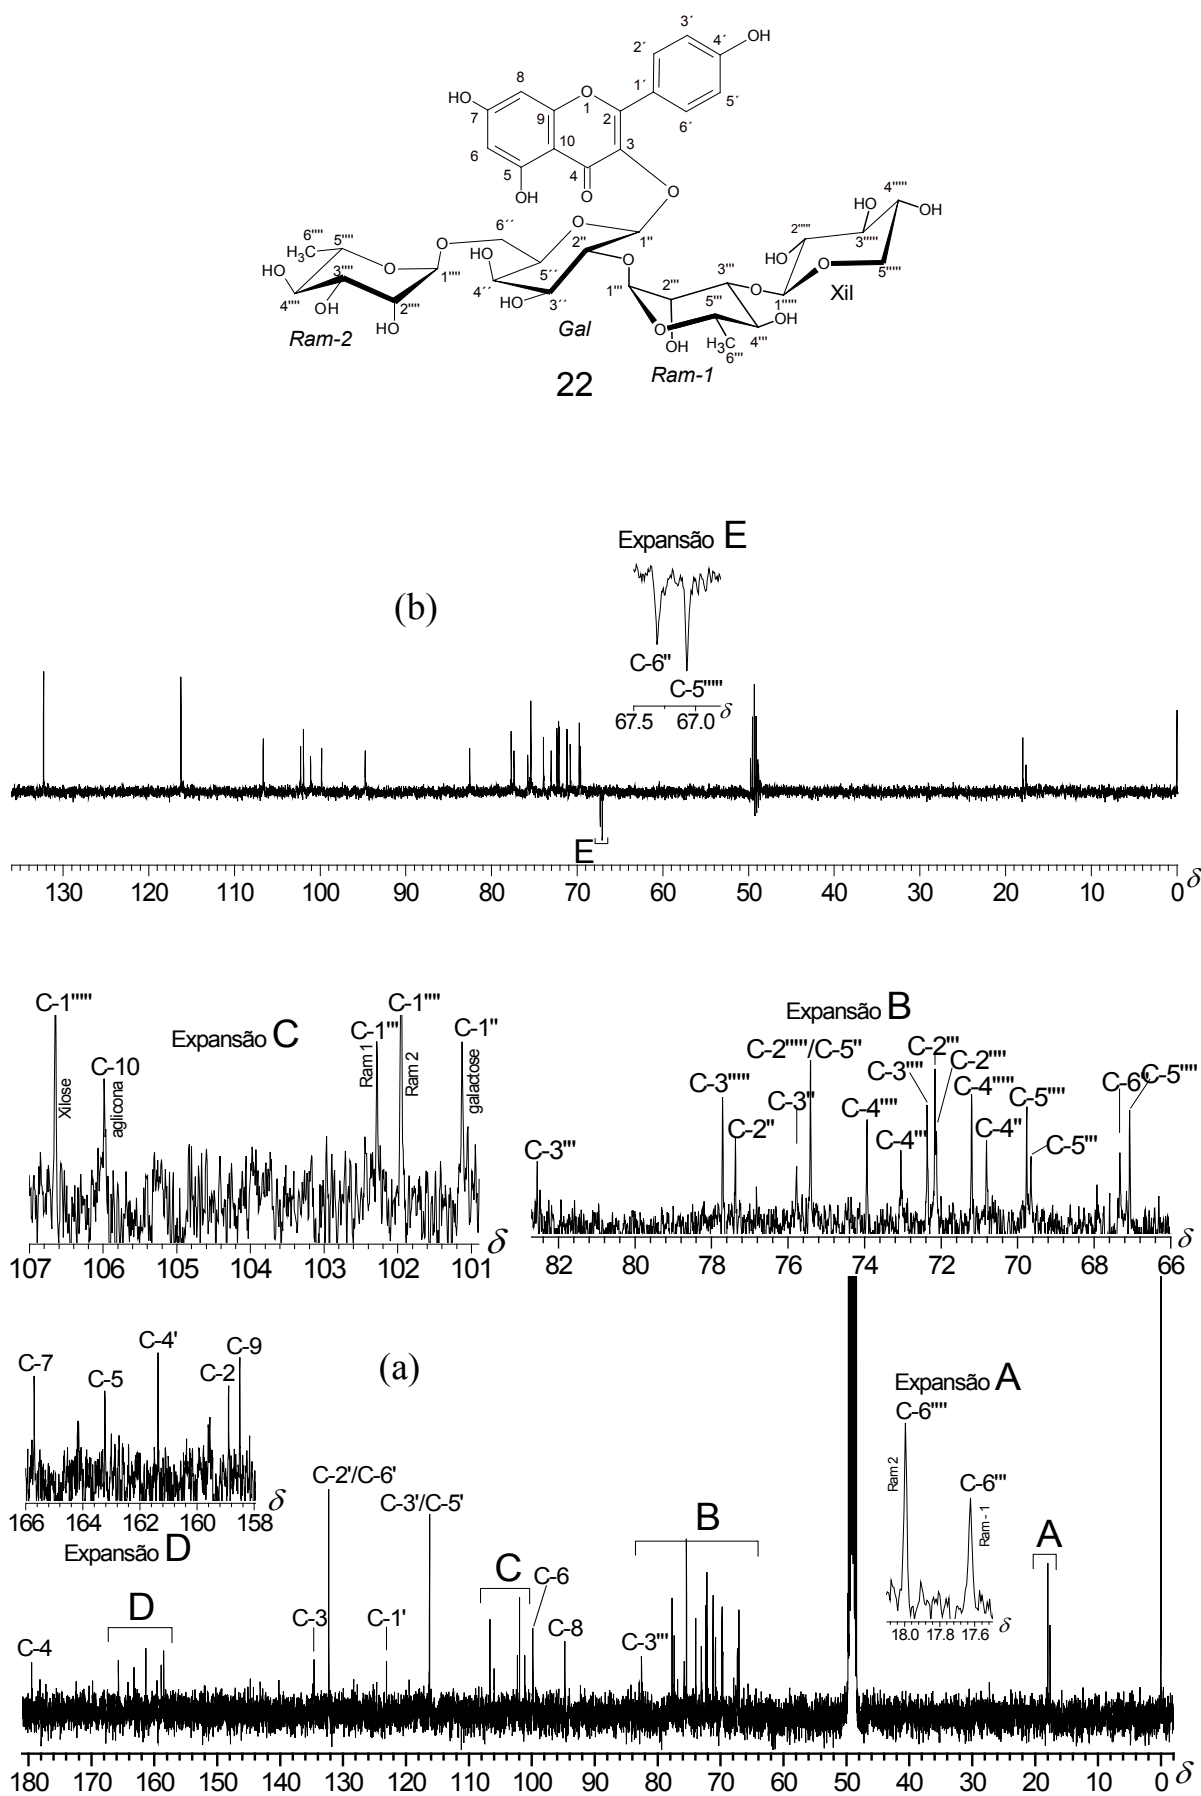 3´
4´
OH
2´
8
1´
5´
HO
O
1
7
9
2
6´
6
10
3
5
4
O
OH
O
6´´
4'''''
HO
OH
2'''''
3'''''
HO
O
5'''''
1'''''
Xil
6''''
H3C
5''''
O
O
1''''
HO
3''''
4''''
OH
2''''
HO
Ram-2
O
2''
1''
HO
5´´
4´´
HO
3´´
Gal
O
1'''
2'''
3'''
O
5'''
O
OH
4'''
H3C
6'''
OH
Ram-1
22
Expansão E
(b)
C-6''
C-5'''''
67.5 67.0 δ
E
130 120 110 100 90 80 70 60 50 40 30 20 10 0 δ
Expansão C
C-1'''''
Xilose
C-10
aglicona
C-1'''
Ram 1
C-1''''
Ram 2
C-1''
galactose
107 106 105 104 103 102 101 δ
Expansão B
C-3'''
C-3'''''
C-2''
C-2'''''/C-5''
C-3''
C-4''''
C-4'''
C-3''''
C-2'''
C-2''''
C-4'''''
C-4''
C-5''''
C-5'''
C-6''
C-5'''''
82 80 78 76 74 72 70 68 66 δ
(a)
C-7
C-5
C-4'
C-2
C-9
166 164 162 160 158 δ
Expansão D
Expansão A
C-6''''
Ram 2
C-6'''
Ram - 1
18.0 17.8 17.6 δ
C-4
D
C-3
C-2'/C-6'
C-1'
C-3'/C-5'
C
C-6
C-8
C-3'''
B
A
180 170 160 150 140 130 120 110 100 90 80 70 60 50 40 30 20 10 0 δ